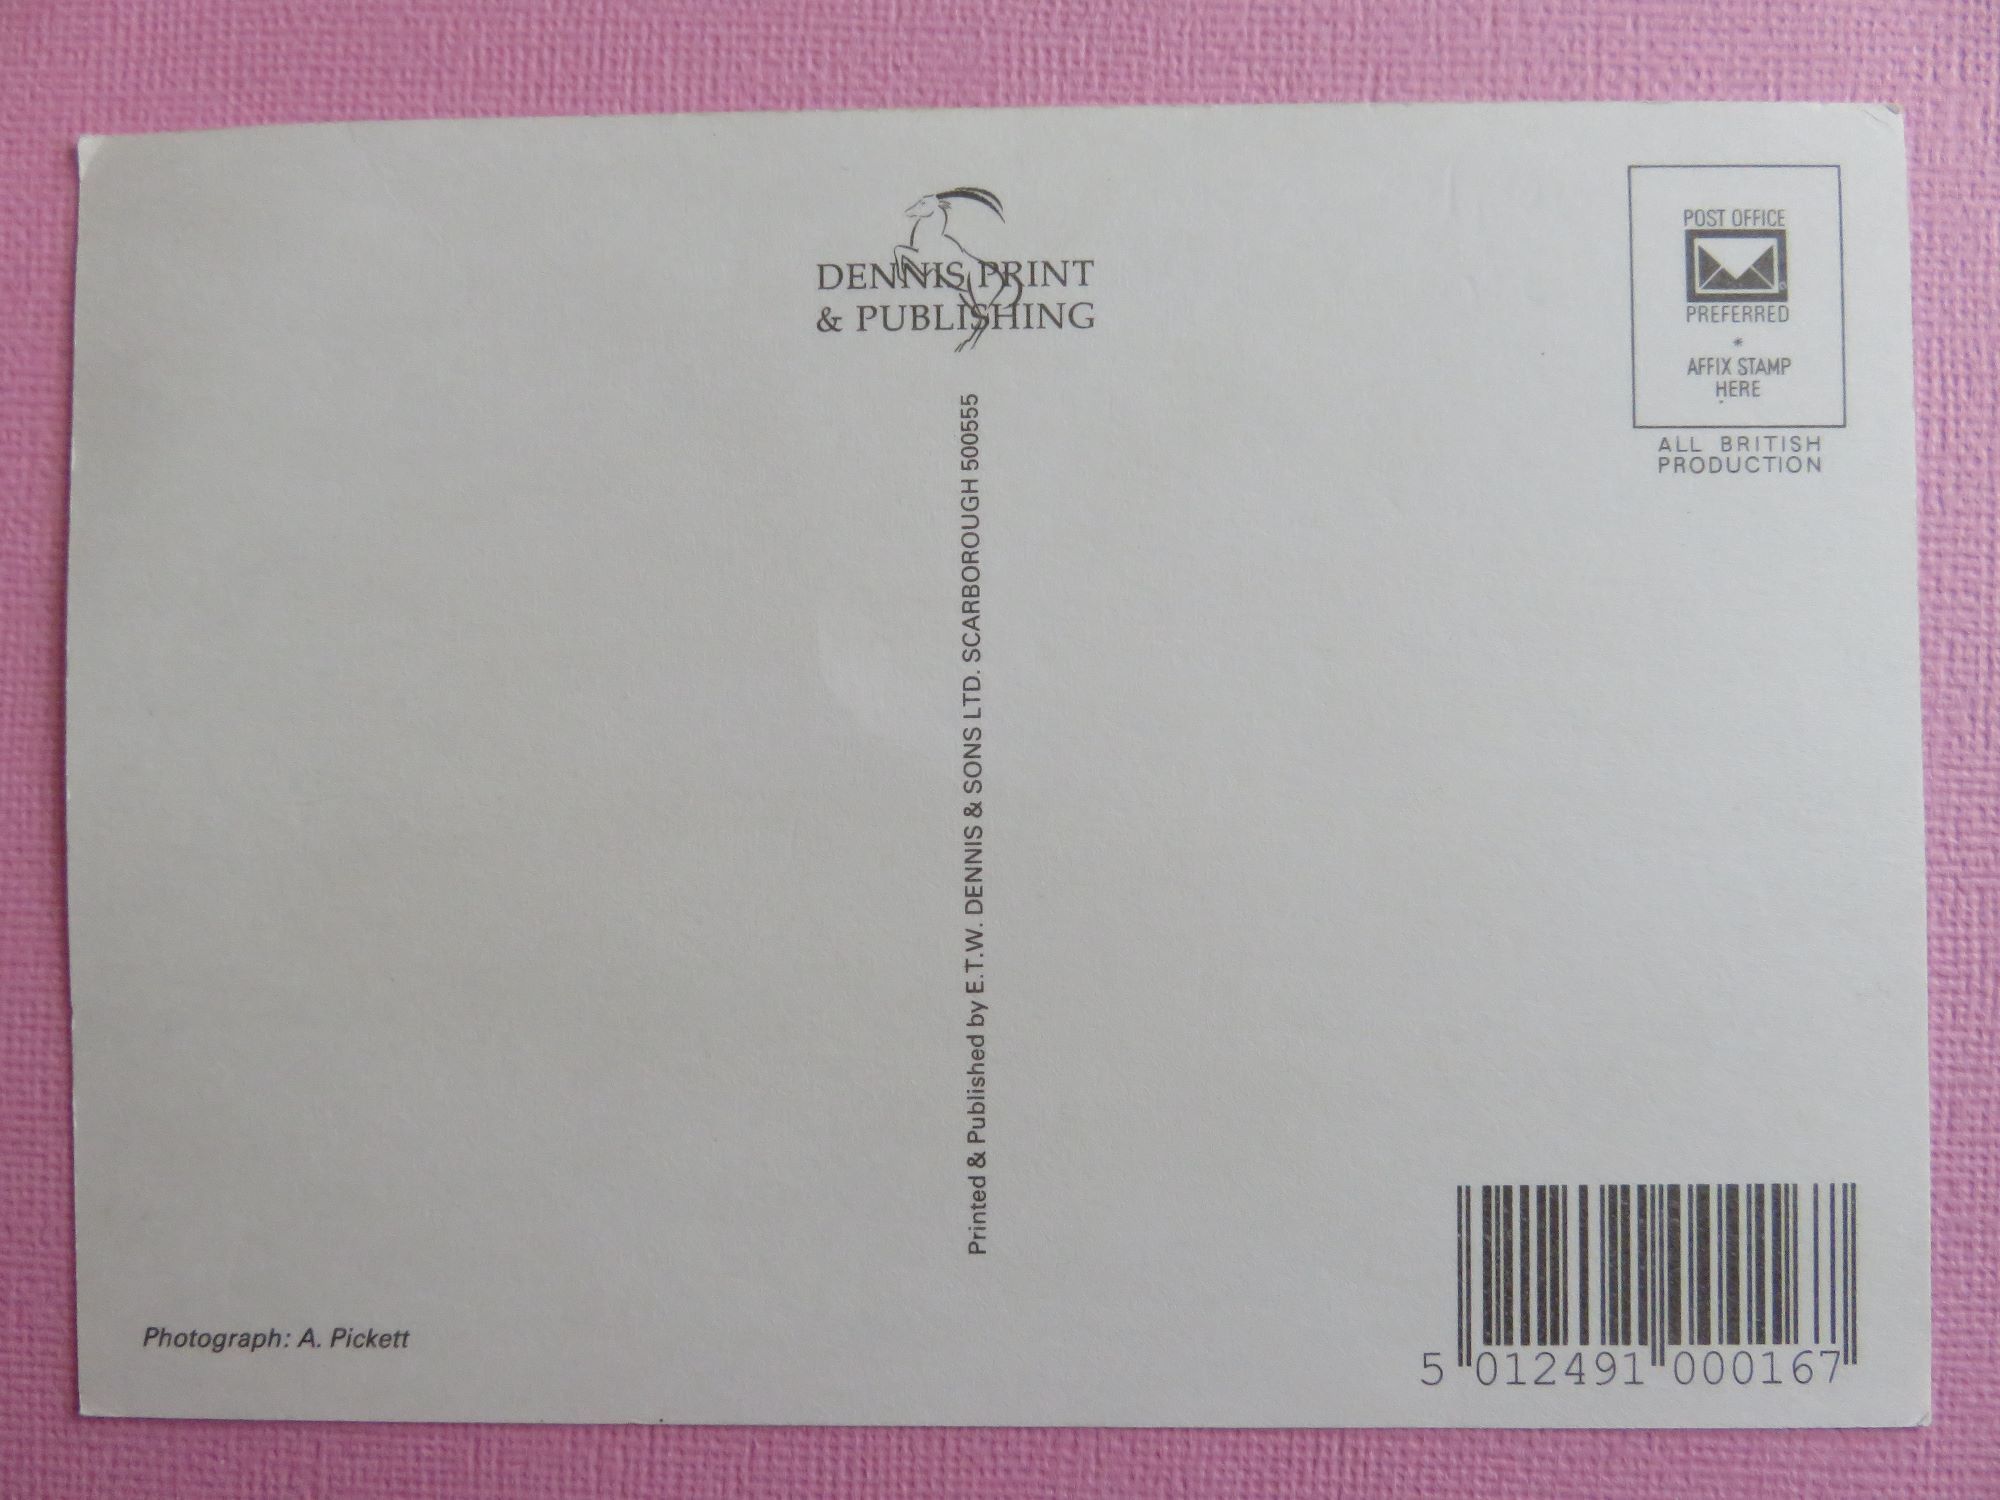 DENNIS PRINT
& PUBLISHING
POST OFFICE
PREFERRED
*
AFFIX STAMP
HERE
ALL BRITISH
PRODUCTION
Printed & Published by E.T.W. DENNIS & SONS LTD. SCARBOROUGH 500555
Photograph: A. Pickett
5 012491 000167